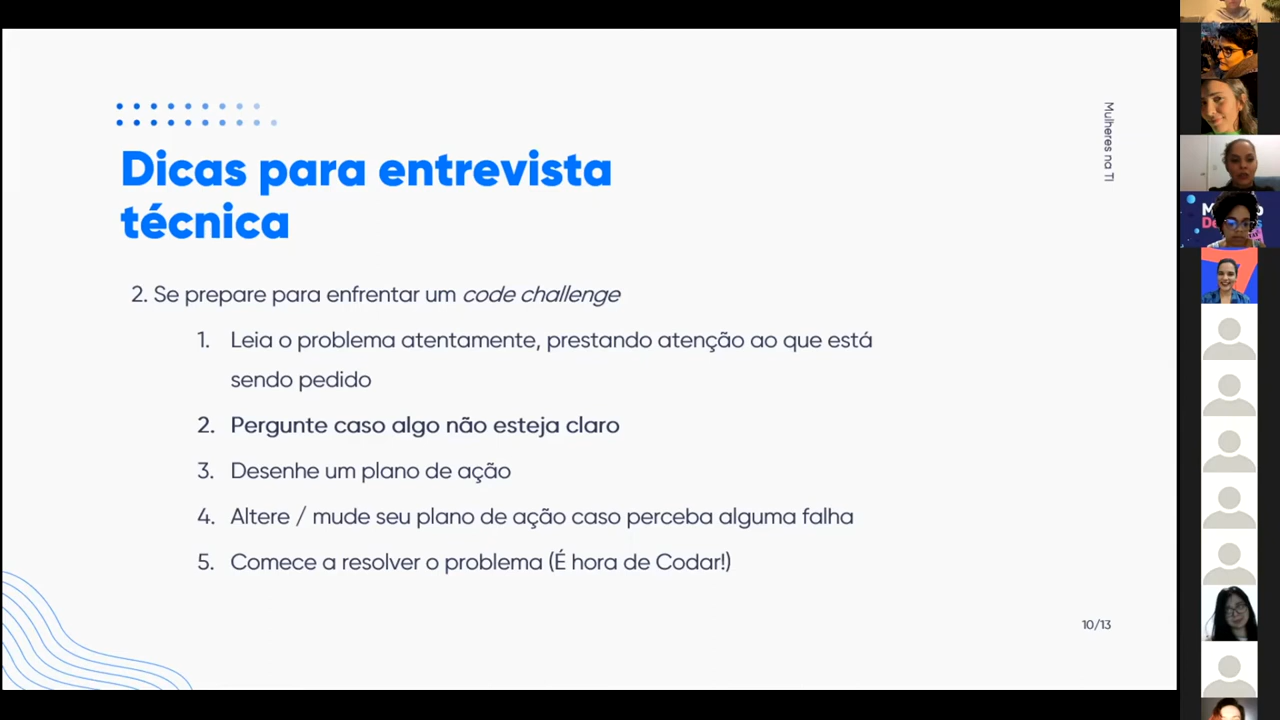 Mulheres na TI
Dicas para entrevista
técnica
2. Se prepare para enfrentar um code challenge
1. Leia o problema atentamente, prestando atenção ao que está
sendo pedido
2. Pergunte caso algo não esteja claro
3. Desenhe um plano de ação
4. Altere / mude seu plano de ação caso perceba alguma falha
5. Comece a resolver o problema (É hora de Codar!)
10/13